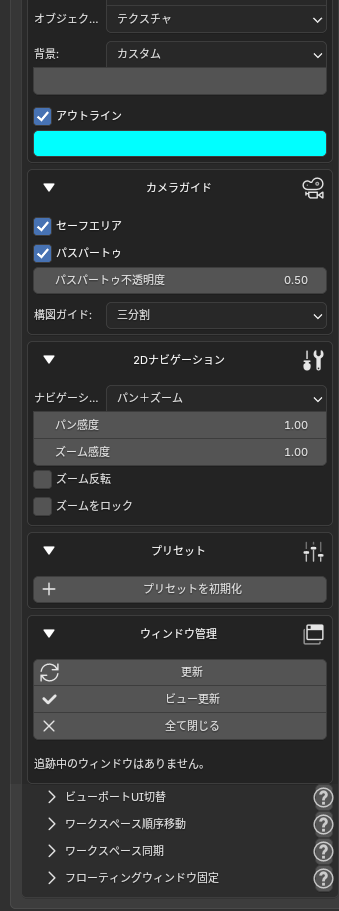 オブジェク... テクスチャ
背景: カスタム
アウトライン
カメラガイド
セーフエリア
パスパートゥ
パスパートゥ不透明度 0.50
構図ガイド: 三分割
2Dナビゲーション
ナビゲーシ... パン＋ズーム
パン感度 1.00
ズーム感度 1.00
ズーム反転
ズームをロック
プリセット
プリセットを初期化
ウィンドウ管理
更新
ビュー更新
全て閉じる
追跡中のウィンドウはありません。
ビューポートUI切替
ワークスペース順序移動
ワークスペース同期
フローティングウィンドウ固定